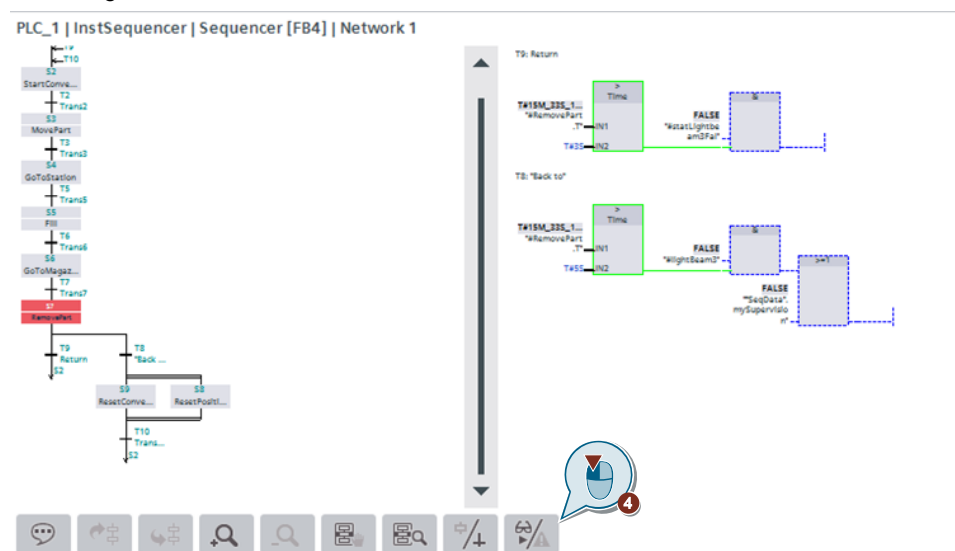 PLC_1 | InstSequencer | Sequencer [FB4] | Network 1
T10
S2
StartConve...
T2
Trans2
S3
MovePart
T3
Trans3
S4
GoToStation
T5
Trans5
S5
Fill
T6
Trans6
S6
GoToMagaz...
T7
Trans7
S7
RemovePart
T9
Return
S2
T8
"Back ...
S9
ResetConve...
S8
ResetPositi...
T10
Trans...
S2
T9: Return
>
Time
T#15M_33S_1...
"#RemovePart
.T"
IN1
T#3S
IN2
&
FALSE
"#statLightbe
am3Fal"
T8: "Back to"
>
Time
T#15M_33S_1...
"#RemovePart
.T"
IN1
T#5S
IN2
&
FALSE
"#lightBeam3"
>=1
FALSE
""SeqData".
mySupervisio
n"
4